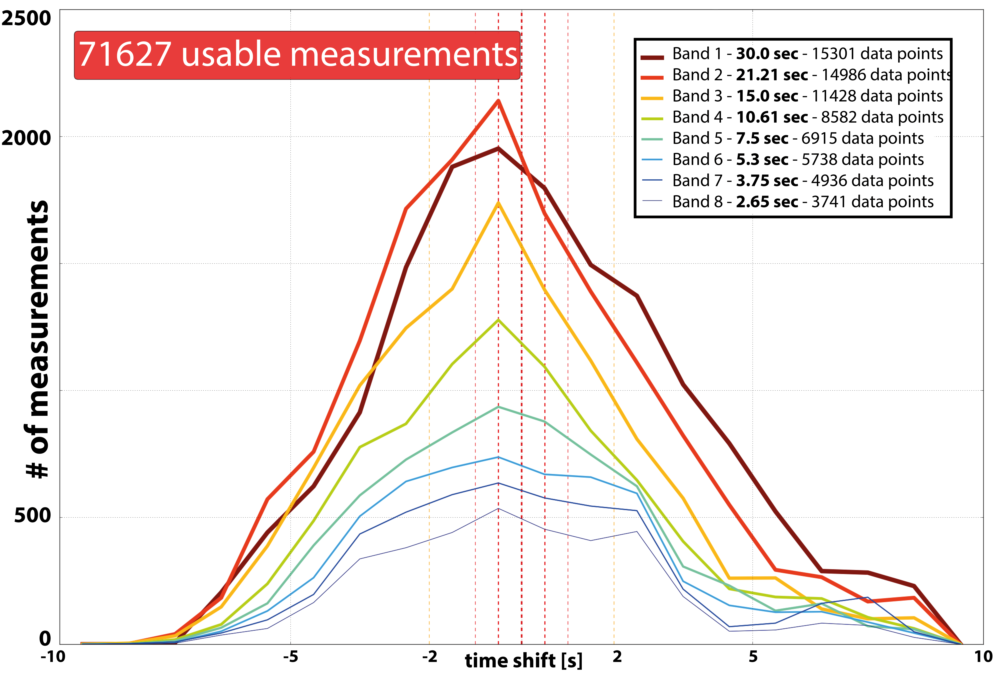 2500
71627 usable measurements
Band 1 - 30.0 sec - 15301 data points
Band 2 - 21.21 sec - 14986 data points
Band 3 - 15.0 sec - 11428 data points
Band 4 - 10.61 sec - 8582 data points
Band 5 - 7.5 sec - 6915 data points
Band 6 - 5.3 sec - 5738 data points
Band 7 - 3.75 sec - 4936 data points
Band 8 - 2.65 sec - 3741 data points
2000
# of measurements
500
0
-10 -5 -2 time shift [s] 2 5 10